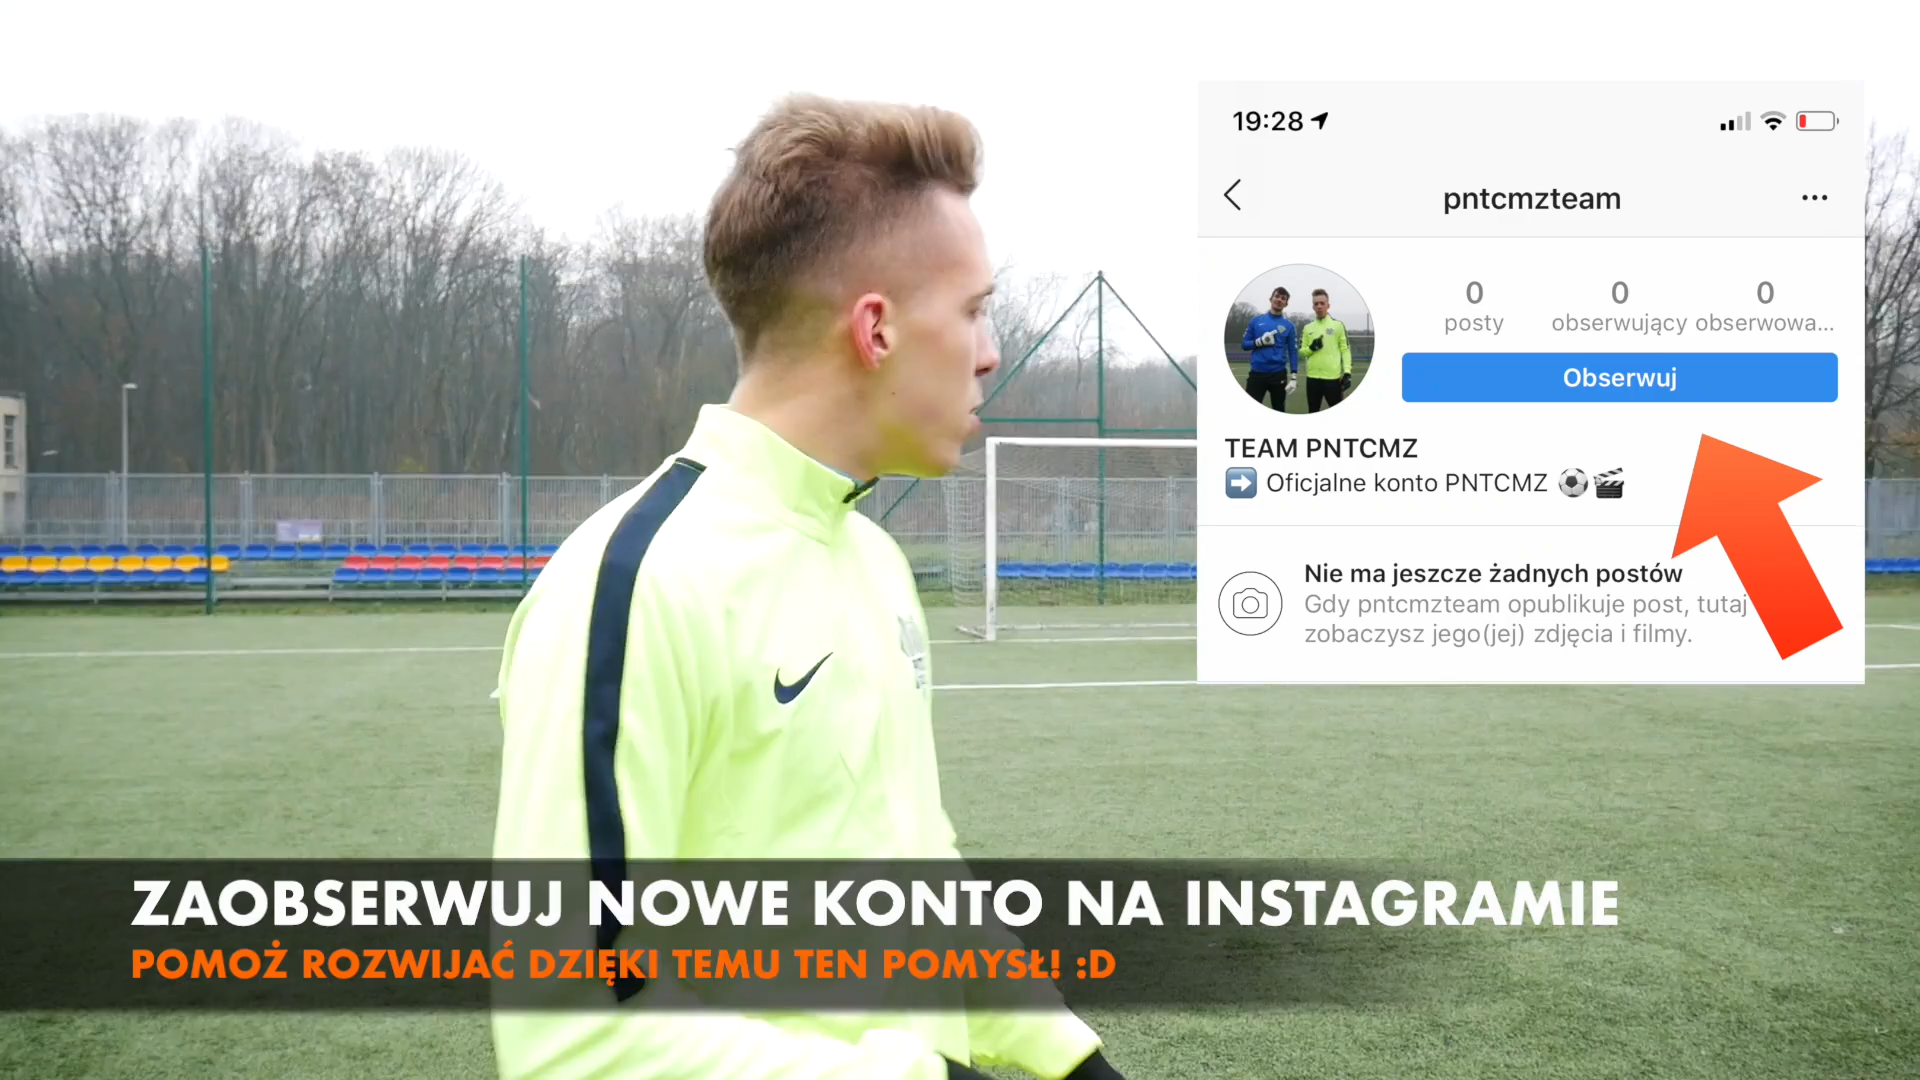 19:28
pntcmzteam
0 0 0
posty obserwujący obserwowa...
Obserwuj
TEAM PNTCMZ
Oficjalne konto PNTCMZ
Nie ma jeszcze żadnych postów
Gdy pntcmzteam opublikuje post, tutaj
zobaczysz jego(jej) zdjęcia i filmy.
ZAOBSERWUJ NOWE KONTO NA INSTAGRAMIE
POMOŻ ROZWIJAĆ DZIĘKI TEMU TEN POMYSŁ! :D